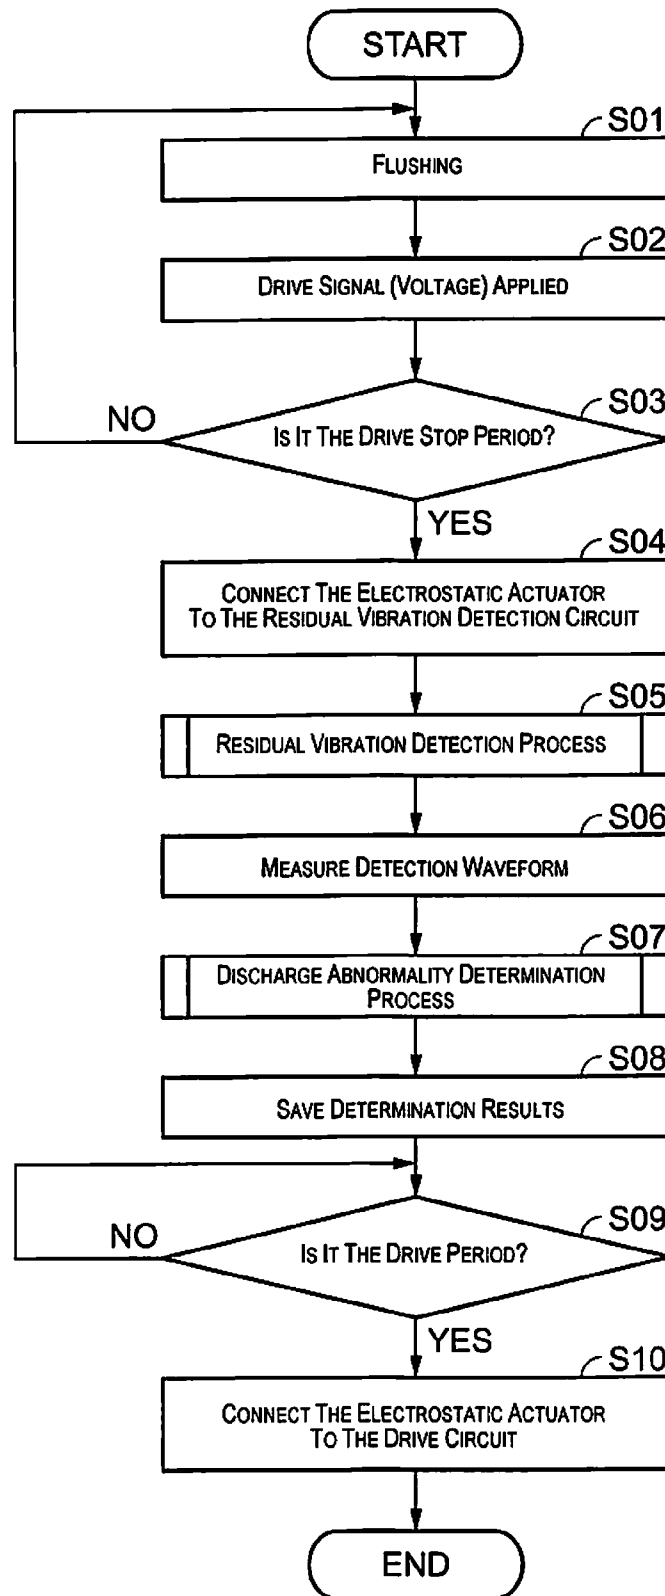 START
S01
FLUSHING
S02
DRIVE SIGNAL (VOLTAGE) APPLIED
S03
NO
IS IT THE DRIVE STOP PERIOD?
YES
S04
CONNECT THE ELECTROSTATIC ACTUATOR
TO THE RESIDUAL VIBRATION DETECTION CIRCUIT
S05
RESIDUAL VIBRATION DETECTION PROCESS
S06
MEASURE DETECTION WAVEFORM
S07
DISCHARGE ABNORMALITY DETERMINATION
PROCESS
S08
SAVE DETERMINATION RESULTS
S09
NO
IS IT THE DRIVE PERIOD?
YES
S10
CONNECT THE ELECTROSTATIC ACTUATOR
TO THE DRIVE CIRCUIT
END